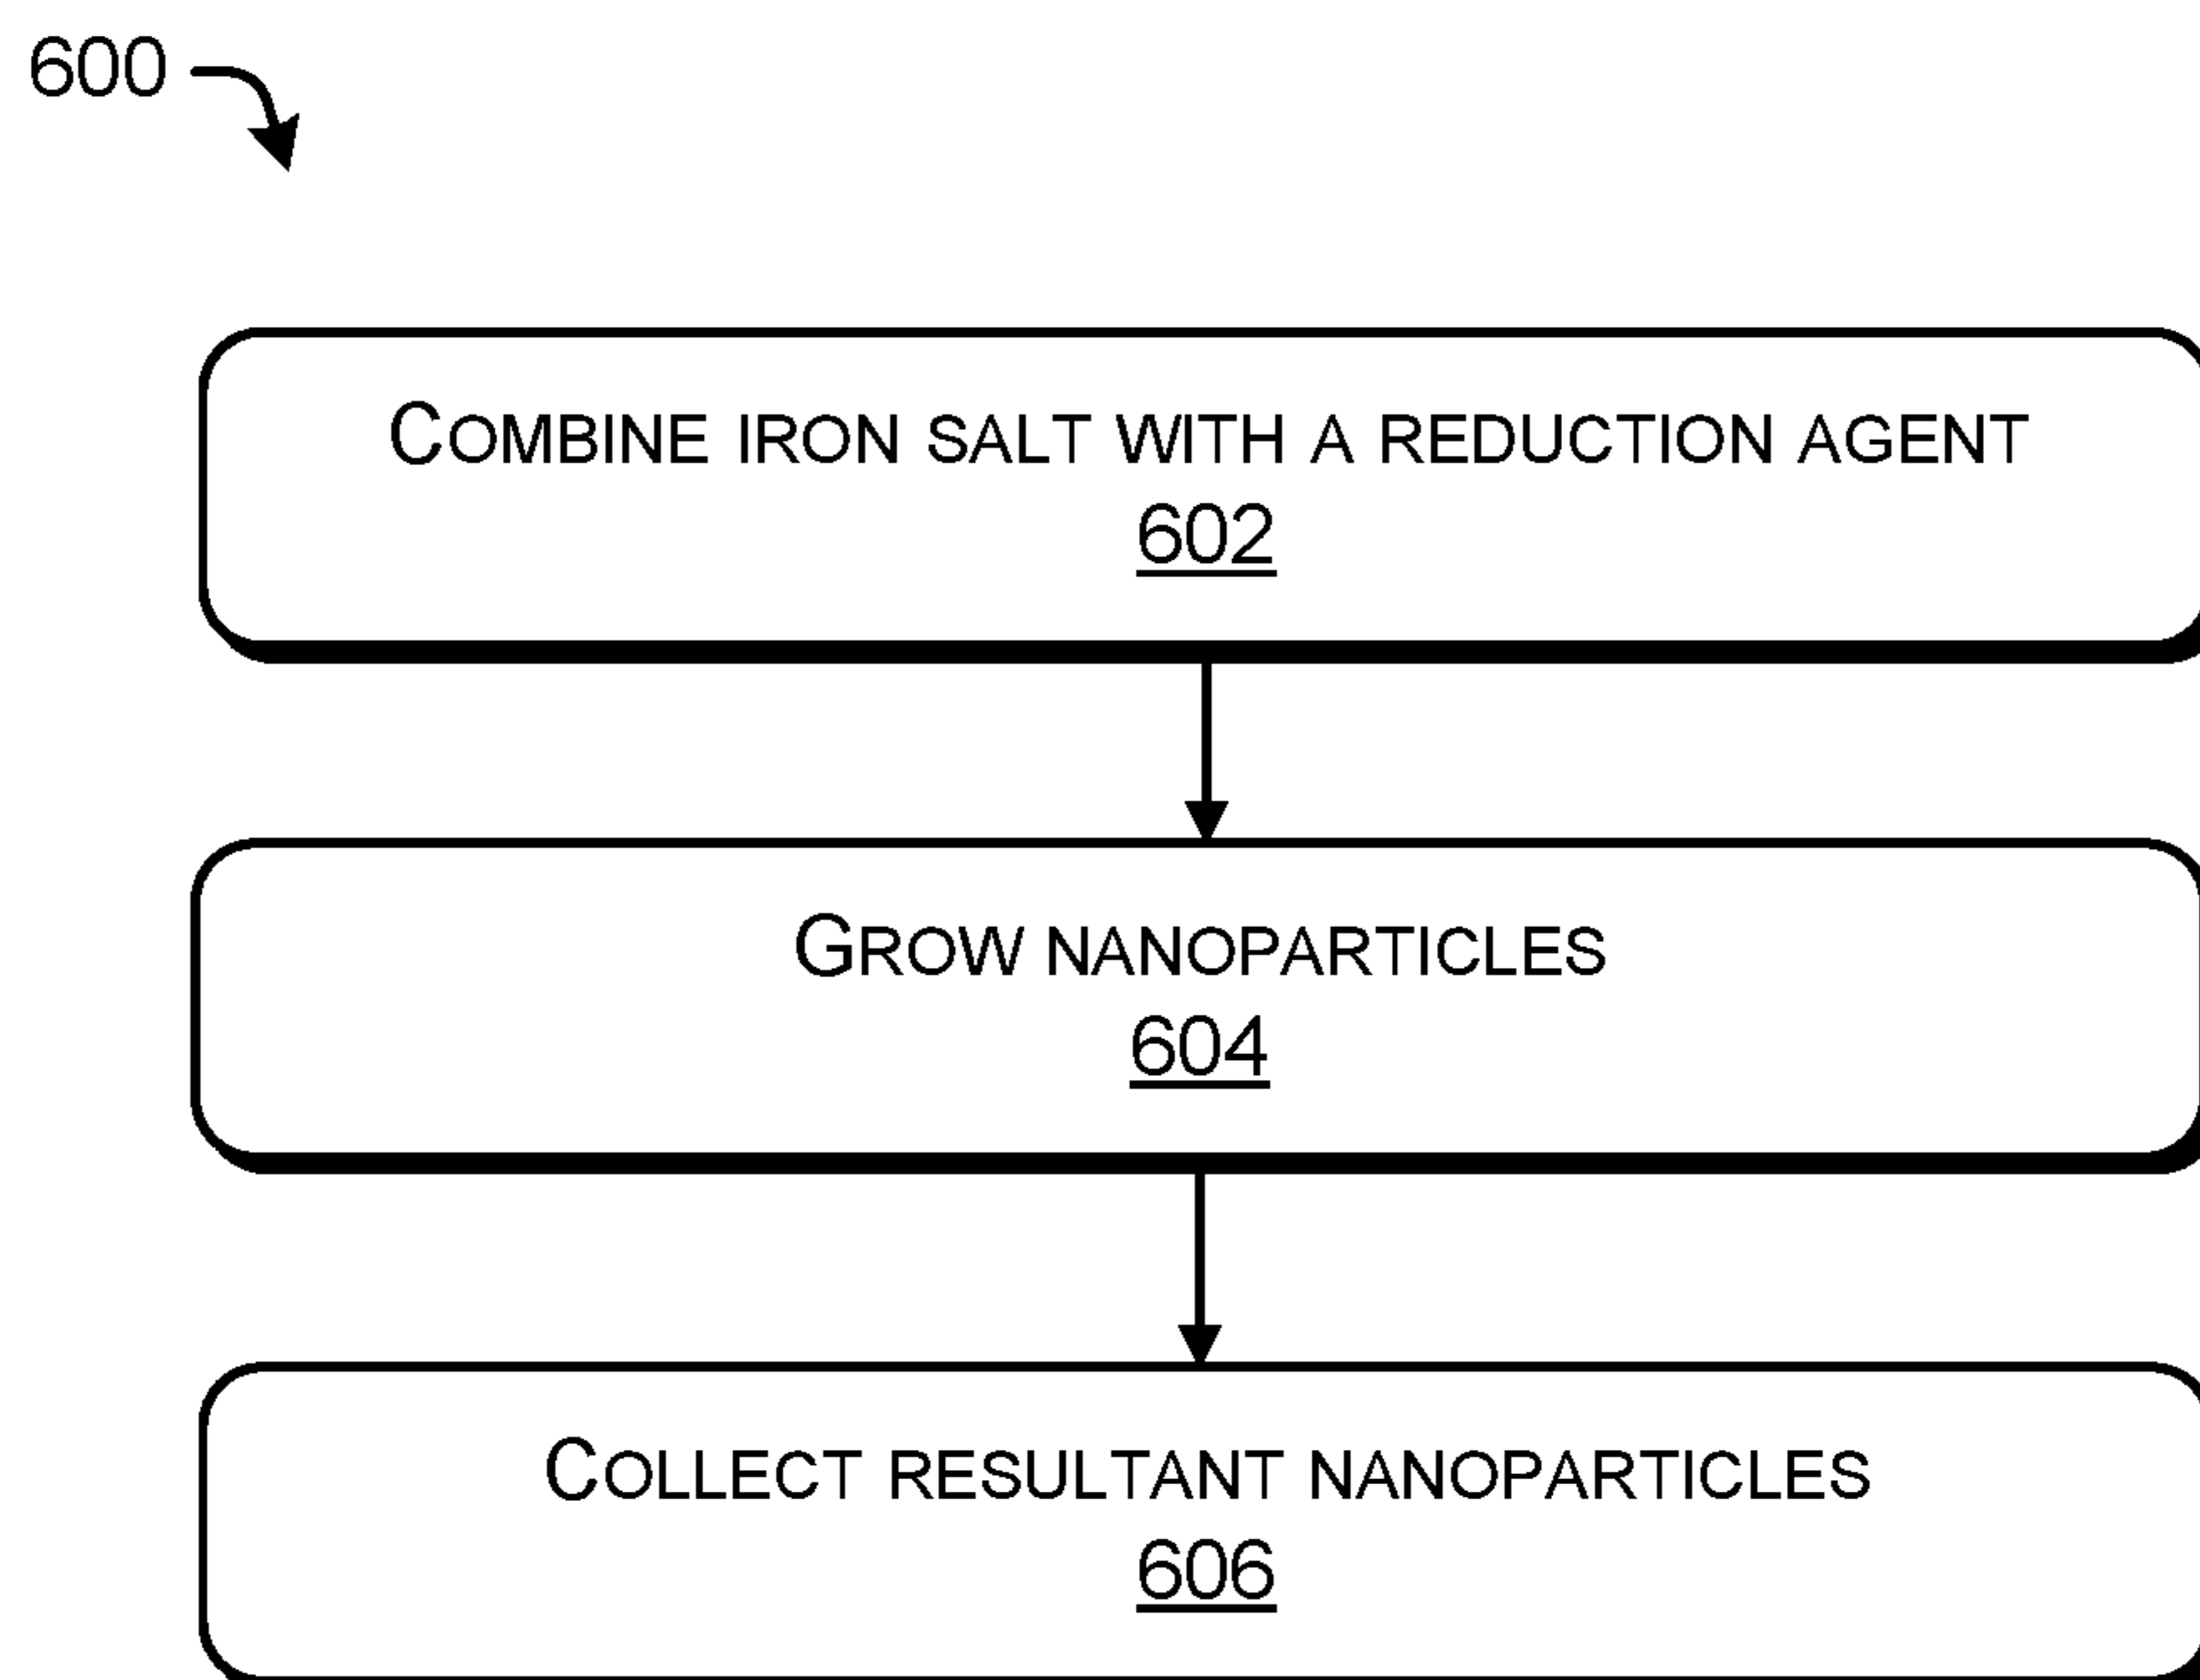 600
COMBINE IRON SALT WITH A REDUCTION AGENT
602
GROW NANOPARTICLES
604
COLLECT RESULTANT NANOPARTICLES
606